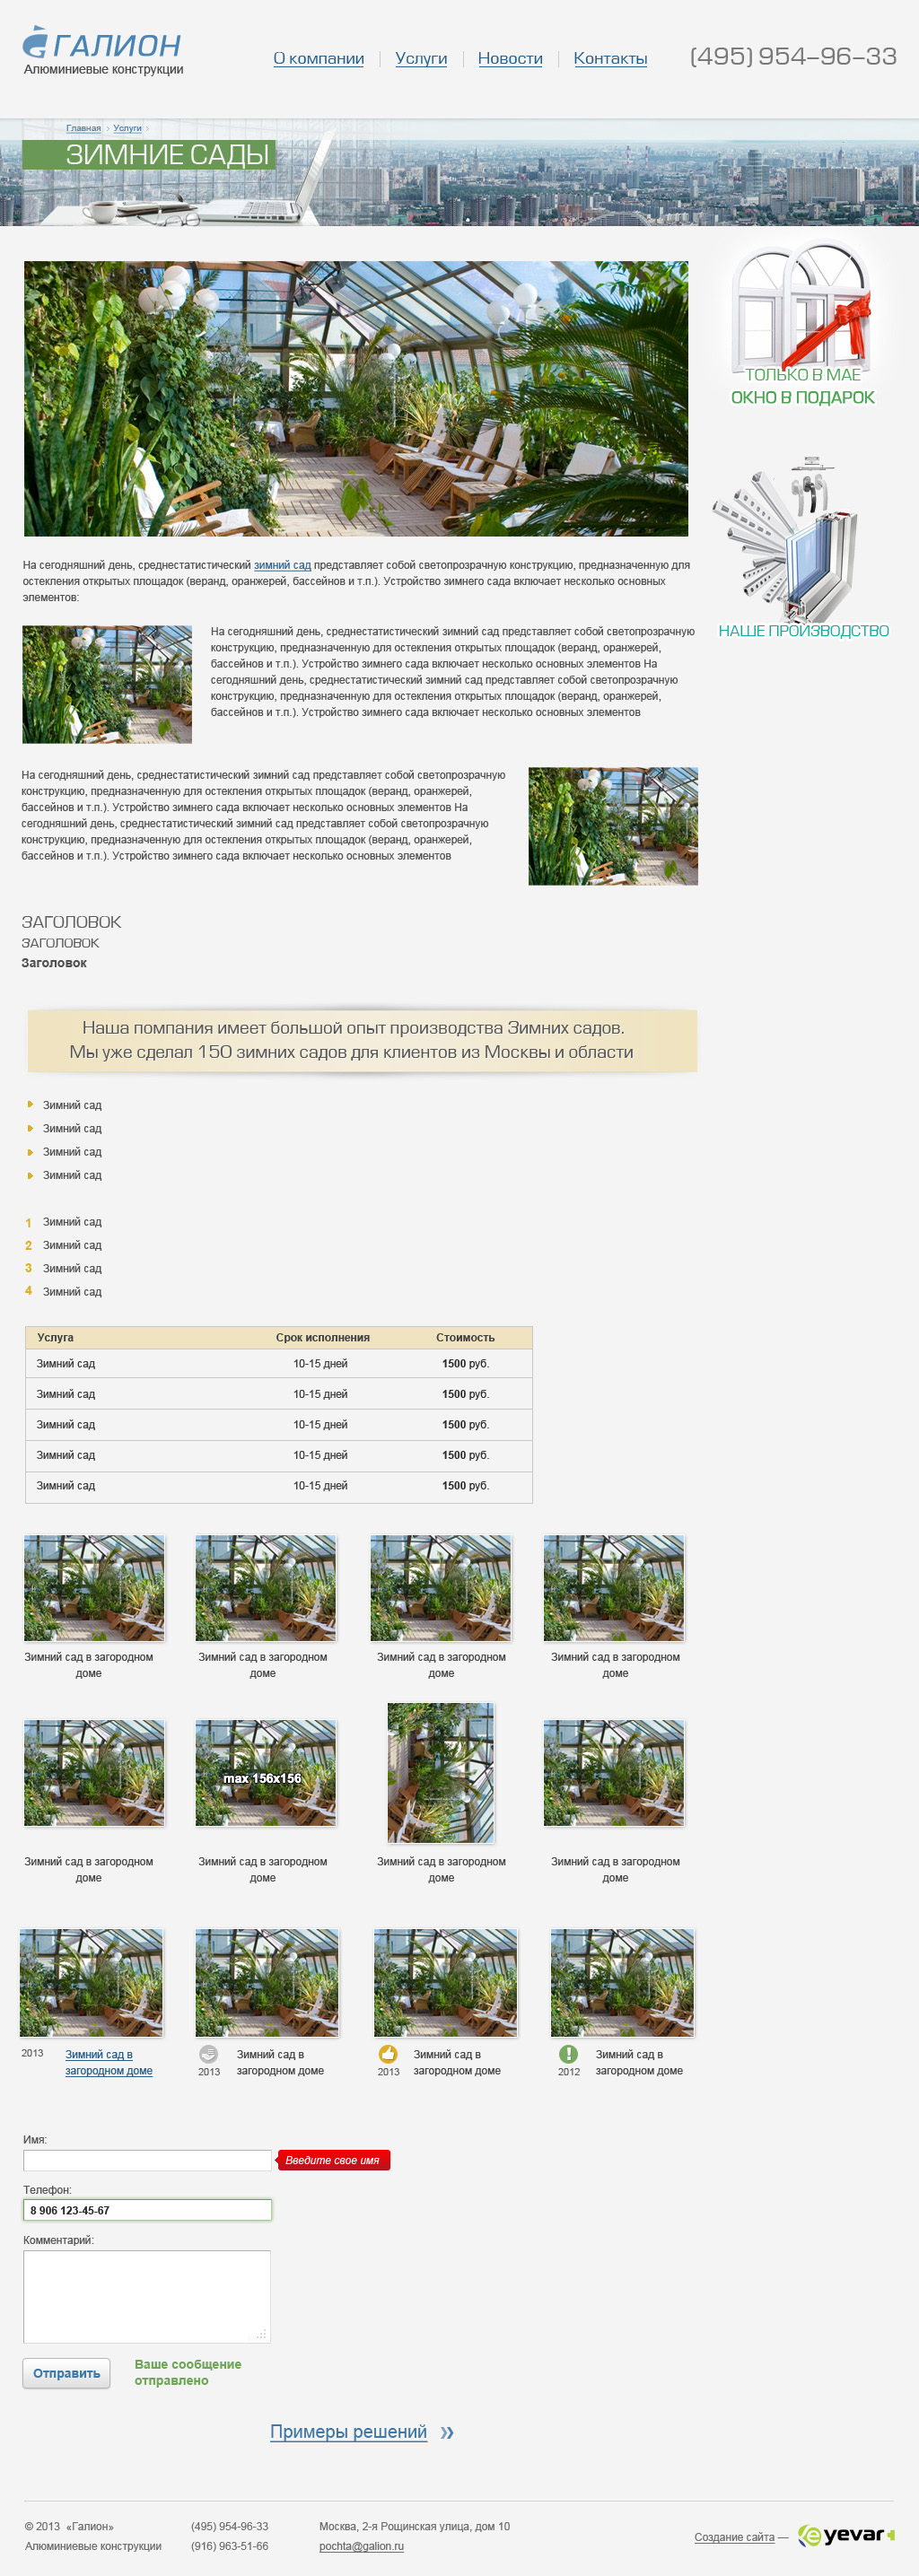 ГАЛИОН
Алюминиевые конструкции
О компании
Услуги
Новости
Контакты
(495) 954-96-33
Главная
Услуги
ЗИМНИЕ САДЫ
ТОЛЬКО В МАЕ
ОКНО В ПОДАРОК
НАШЕ ПРОИЗВОДСТВО
На сегодняшний день, среднестатистический зимний сад представляет собой светопрозрачную конструкцию, предназначенную для
остекления открытых площадок (веранд, оранжерей, бассейнов и т.п.). Устройство зимнего сада включает несколько основных
элементов:
На сегодняшний день, среднестатистический зимний сад представляет собой светопрозрачную
конструкцию, предназначенную для остекления открытых площадок (веранд, оранжерей,
бассейнов и т.п.). Устройство зимнего сада включает несколько основных элементов На
сегодняшний день, среднестатистический зимний сад представляет собой светопрозрачную
конструкцию, предназначенную для остекления открытых площадок (веранд, оранжерей,
бассейнов и т.п.). Устройство зимнего сада включает несколько основных элементов
На сегодняшний день, среднестатистический зимний сад представляет собой светопрозрачную
конструкцию, предназначенную для остекления открытых площадок (веранд, оранжерей,
бассейнов и т.п.). Устройство зимнего сада включает несколько основных элементов На
сегодняшний день, среднестатистический зимний сад представляет собой светопрозрачную
конструкцию, предназначенную для остекления открытых площадок (веранд, оранжерей,
бассейнов и т.п.). Устройство зимнего сада включает несколько основных элементов
ЗАГОЛОВОК
ЗАГОЛОВОК
Заголовок
Наша помпания имеет большой опыт производства Зимних садов.
Мы уже сделал 150 зимних садов для клиентов из Москвы и области
Зимний сад
Зимний сад
Зимний сад
Зимний сад
1 Зимний сад
2 Зимний сад
3 Зимний сад
4 Зимний сад
Услуга Срок исполнения Стоимость
Зимний сад 10-15 дней 1500 руб.
Зимний сад 10-15 дней 1500 руб.
Зимний сад 10-15 дней 1500 руб.
Зимний сад 10-15 дней 1500 руб.
Зимний сад 10-15 дней 1500 руб.
Зимний сад в загородном
доме
Зимний сад в загородном
доме
Зимний сад в загородном
доме
Зимний сад в загородном
доме
max 156x156
Зимний сад в загородном
доме
Зимний сад в загородном
доме
Зимний сад в загородном
доме
Зимний сад в загородном
доме
2013
Зимний сад в
загородном доме
2013
Зимний сад в
загородном доме
2013
Зимний сад в
загородном доме
2012
Зимний сад в
загородном доме
Имя:
Введите свое имя
Телефон:
8 906 123-45-67
Комментарий:
Отправить
Ваше сообщение
отправлено
Примеры решений »
© 2013 «Галион»
Алюминиевые конструкции
(495) 954-96-33
(916) 963-51-66
Москва, 2-я Рощинская улица, дом 10
pochta@galion.ru
Создание сайта —
yevar